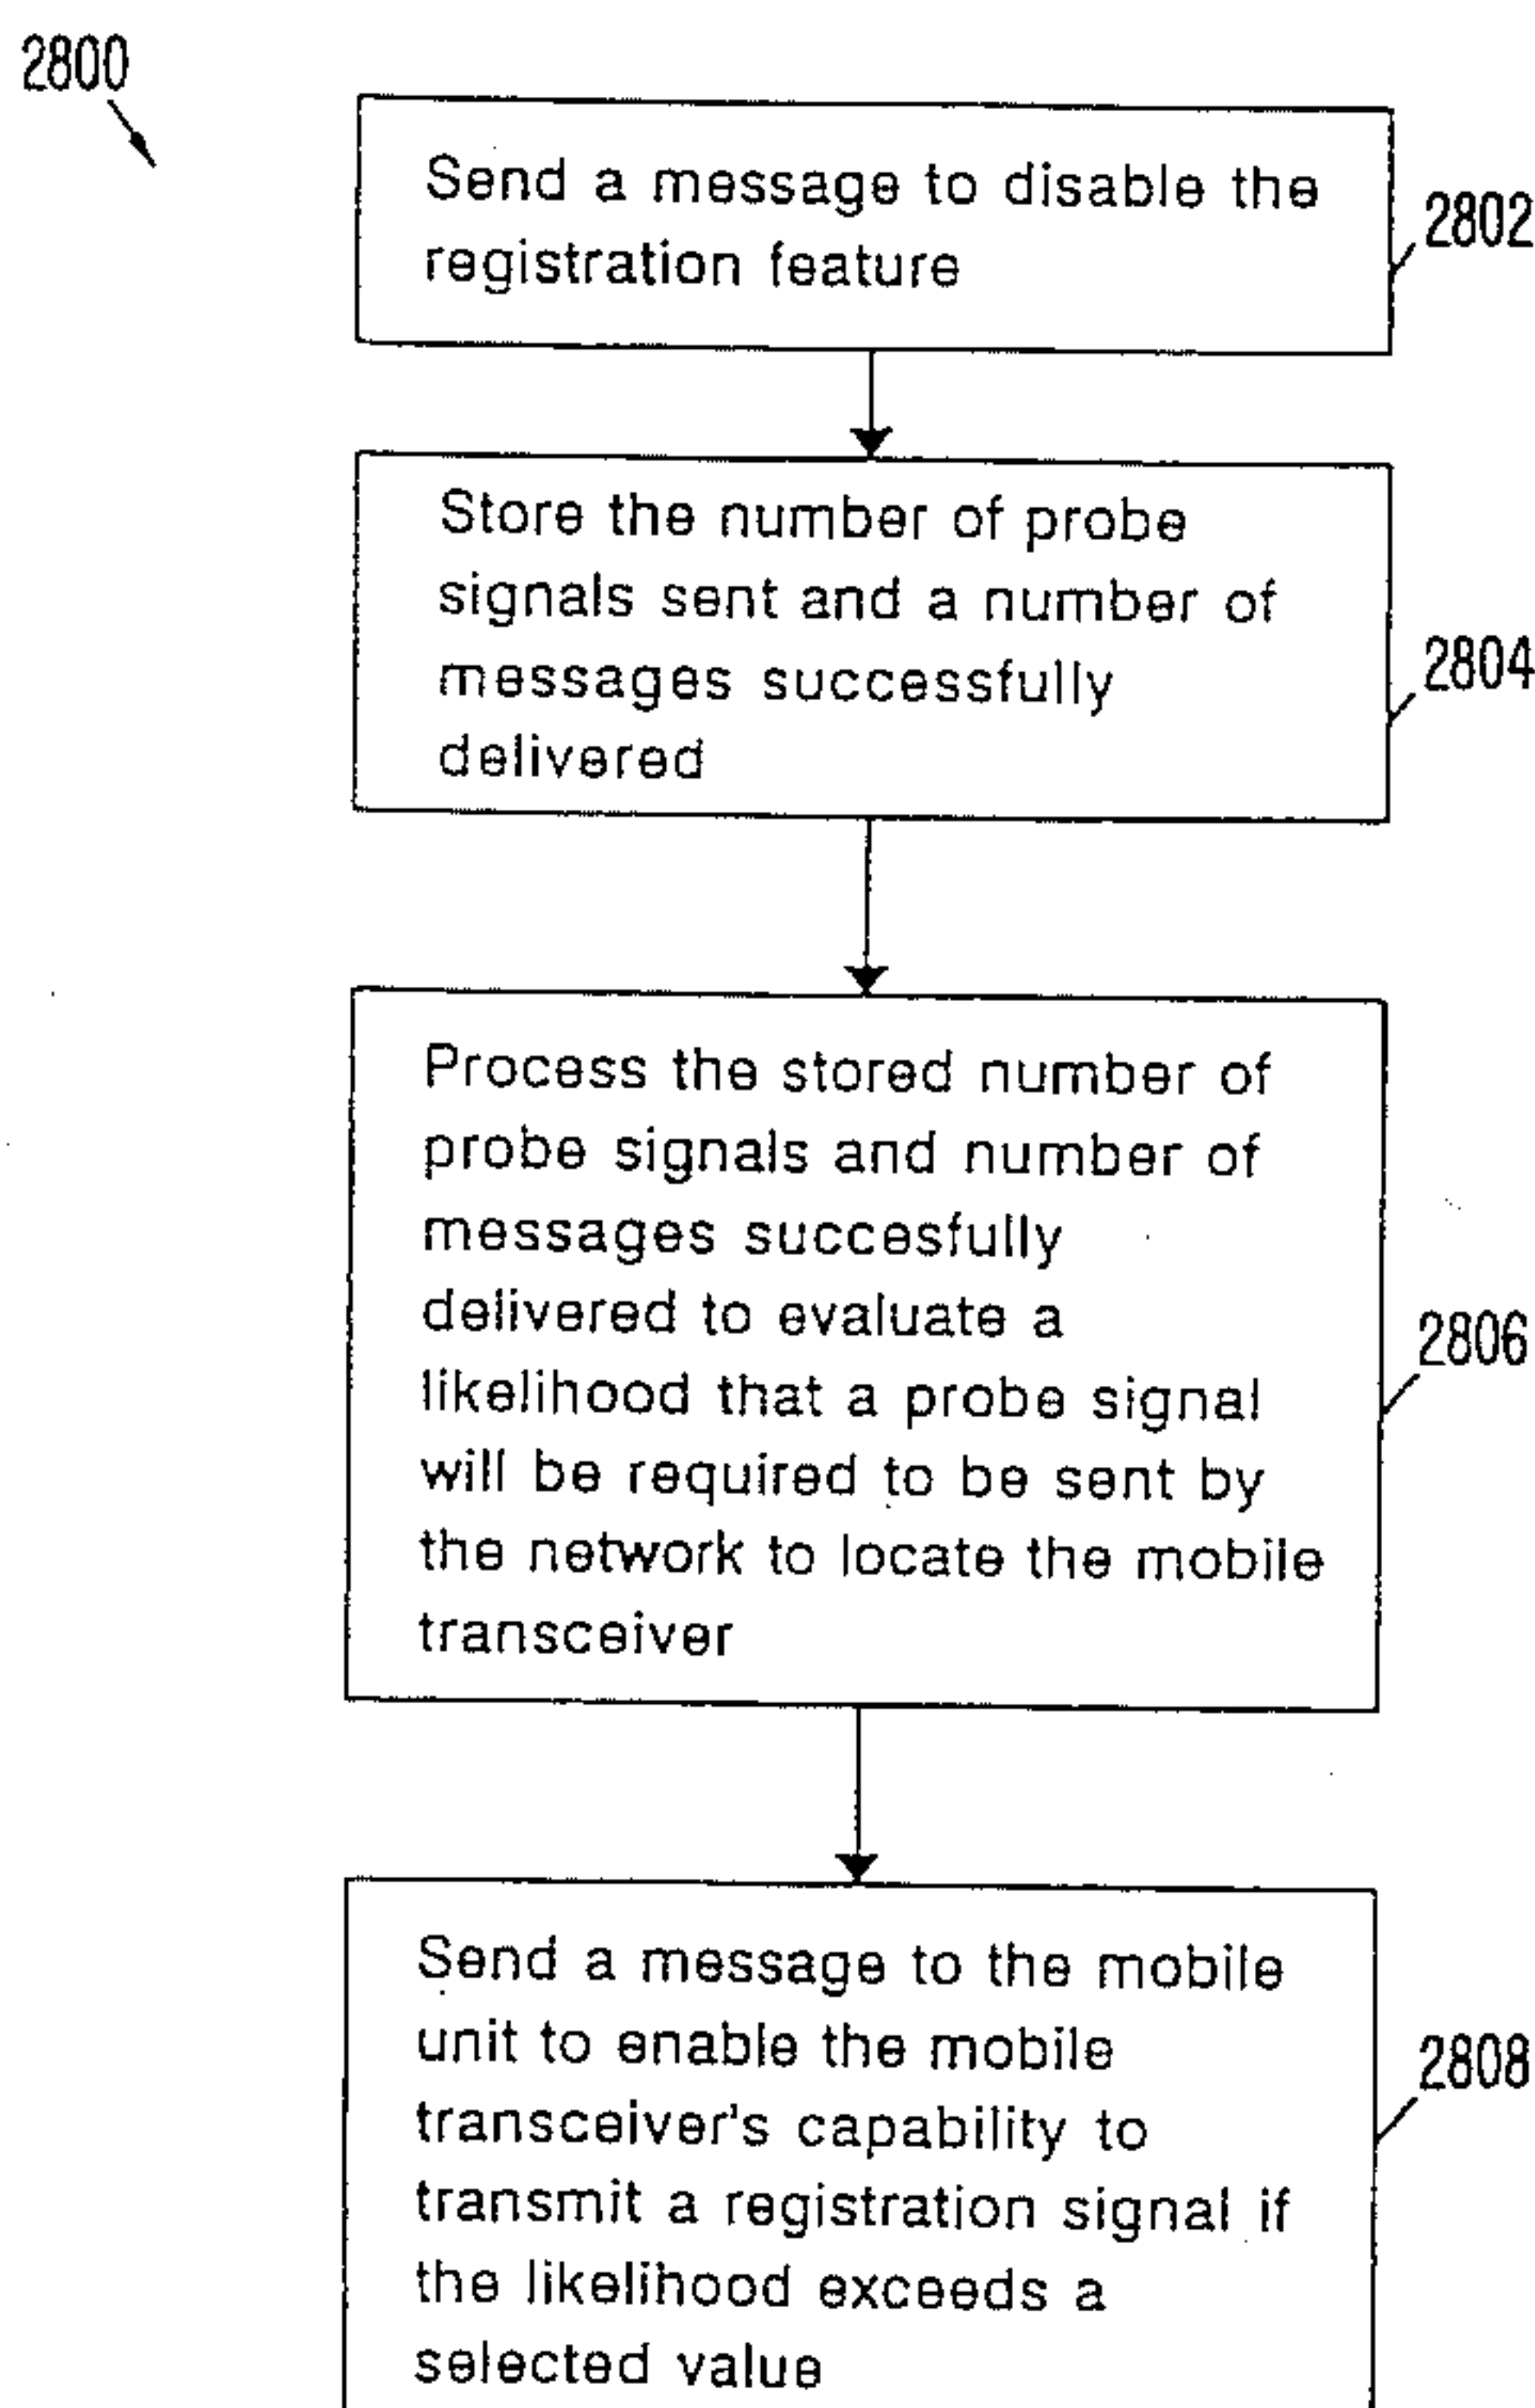 2800
Send a message to disable the
registration feature
2802
Store the number of probe
signals sent and a number of
messages successfully
delivered
2804
Process the stored number of
probe signals and number of
messages succesfully
delivered to evaluate a
likelihood that a probe signal
will be required to be sent by
the network to locate the mobile
transceiver
2806
Send a message to the mobile
unit to enable the mobile
transceiver's capability to
transmit a registration signal if
the likelihood exceeds a
selected value
2808